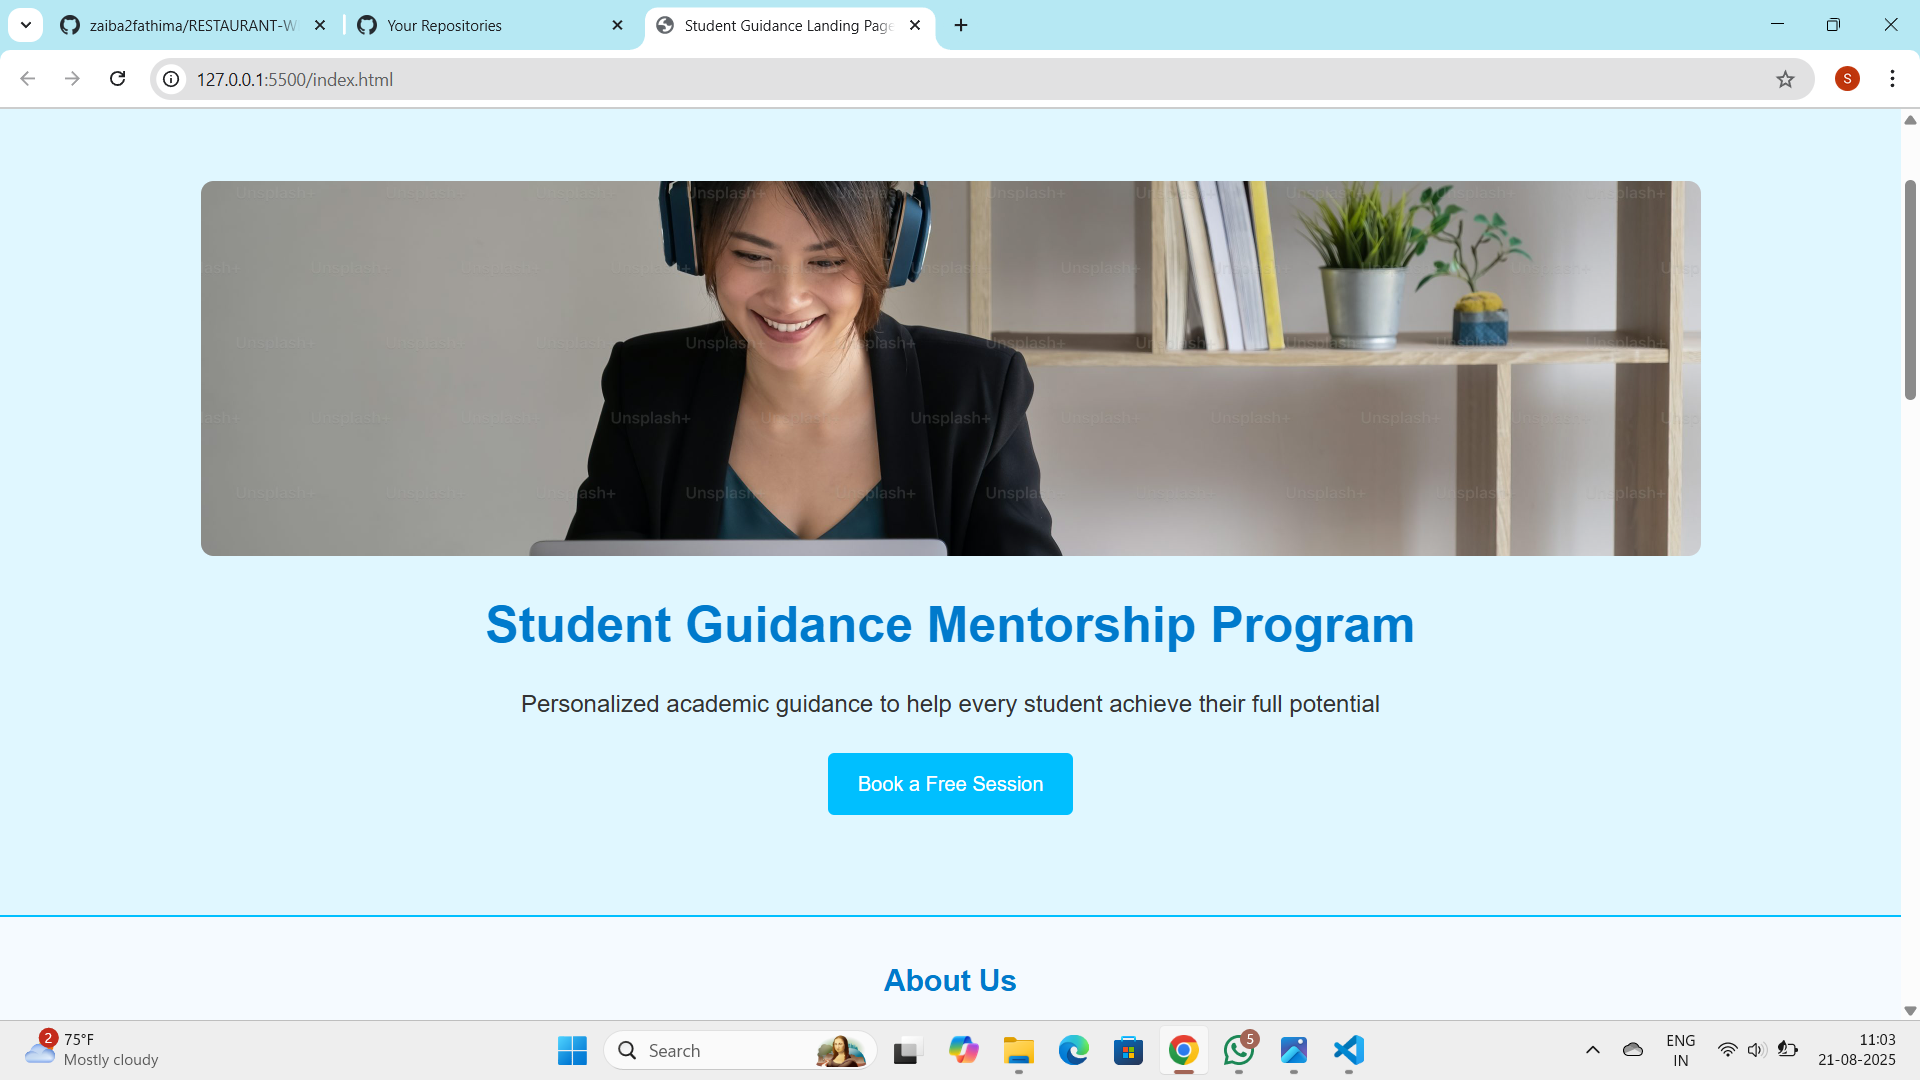 zaiba2fathima/RESTAURANT-W
Your Repositories
Student Guidance Landing Page
127.0.0.1:5500/index.html
S
Unsplash+ Unsplash+ Unsplash+ Unsplash+ Unsplash+ Unsplash+ Unsplash+ Unsplash+
Student Guidance Mentorship Program
Personalized academic guidance to help every student achieve their full potential
Book a Free Session
About Us
2
75°F
Mostly cloudy
Search
5
ENG
IN
11:03
21-08-2025